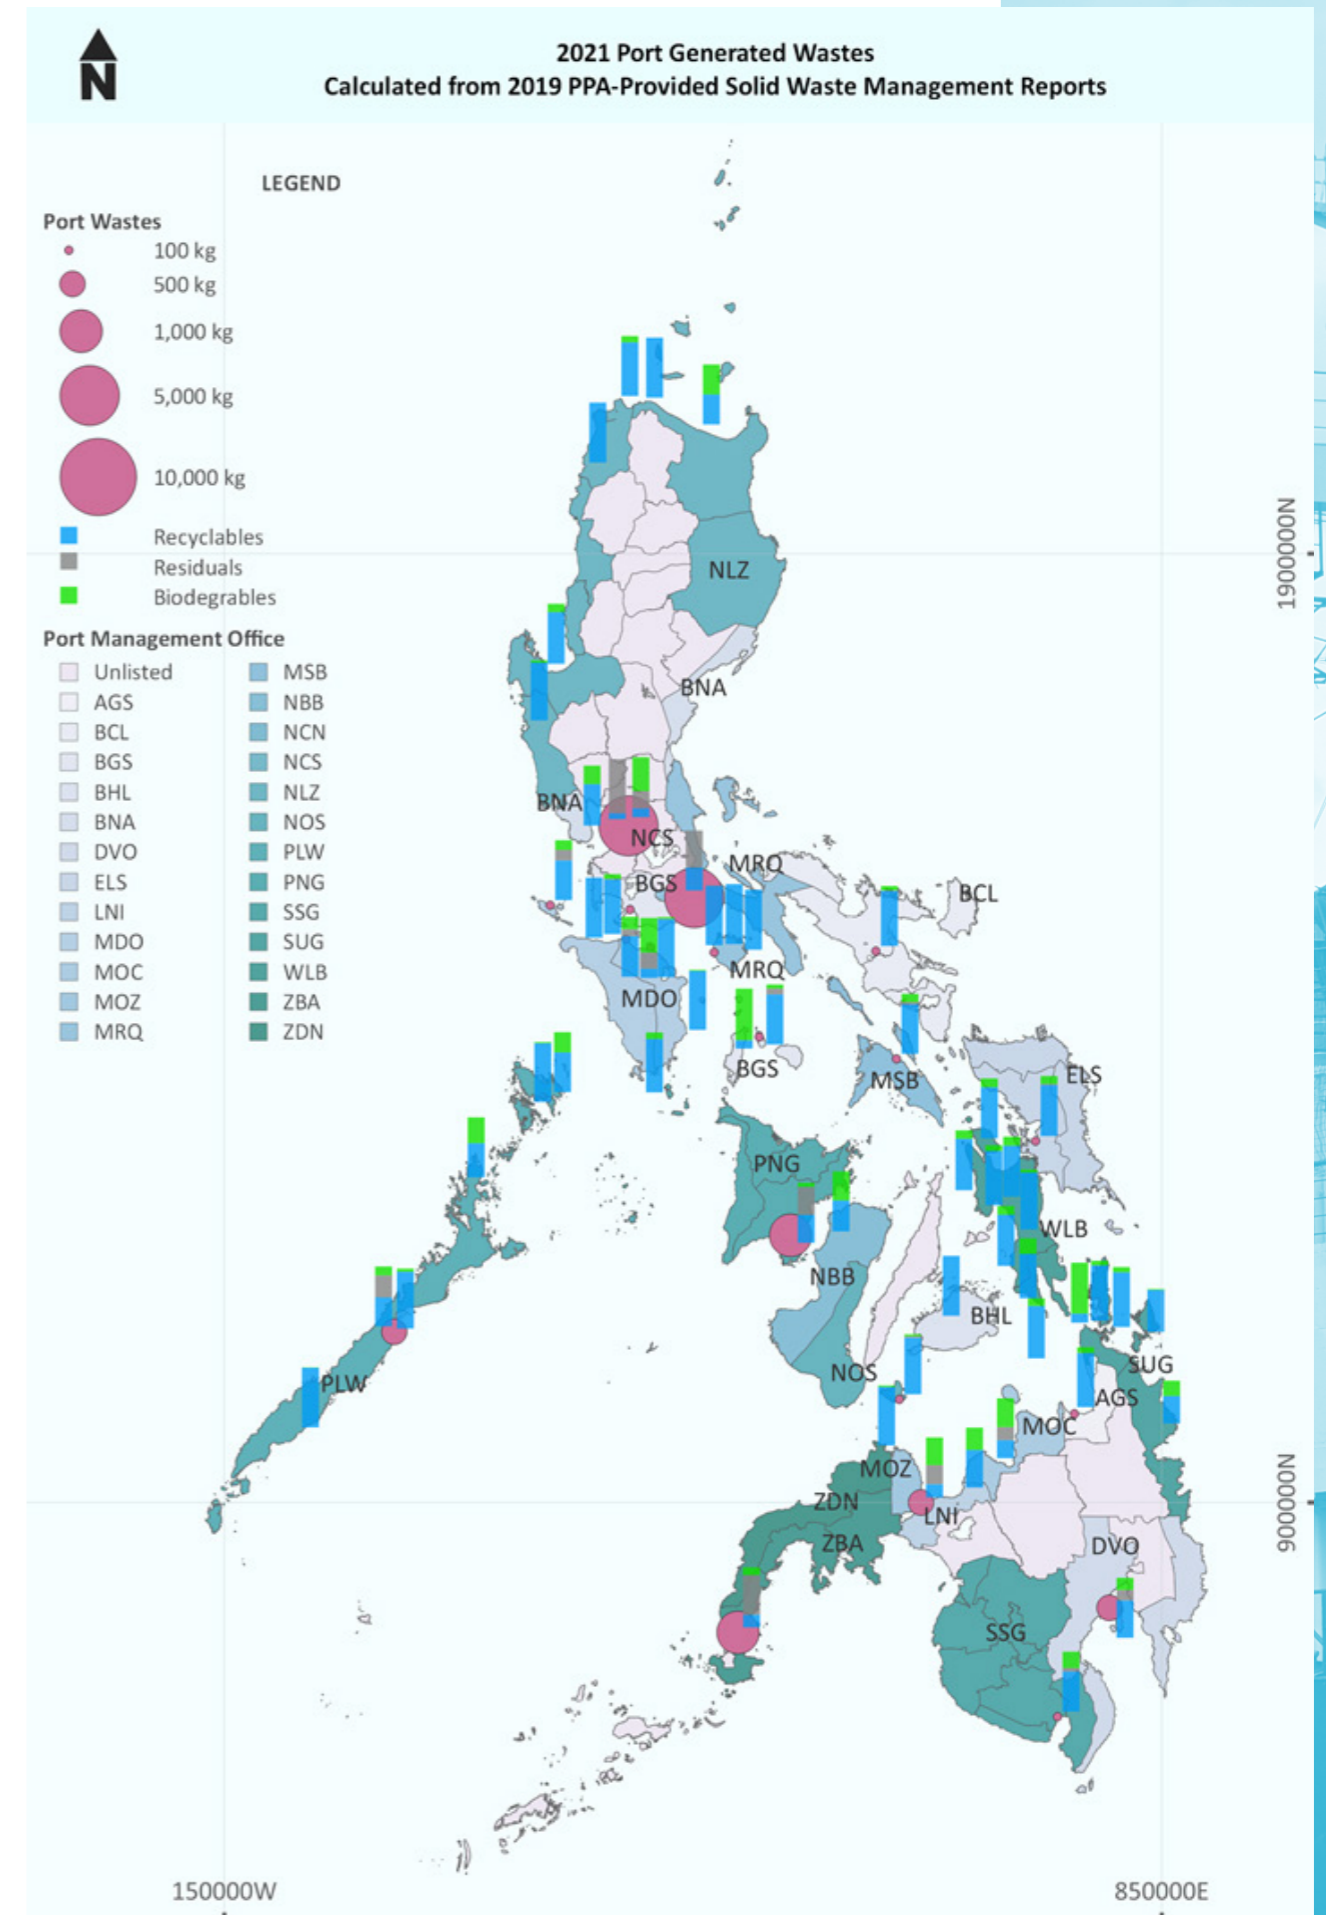 2021 Port Generated Wastes
Calculated from 2019 PPA-Provided Solid Waste Management Reports
N
LEGEND
Port Wastes
100 kg
500 kg
1,000 kg
5,000 kg
10,000 kg
Recyclables
Residuals
Biodegrables
Port Management Office
Unlisted
AGS
BCL
BGS
BHL
BNA
DVO
ELS
LNI
MDO
MOC
MOZ
MRQ
MSB
NBB
NCN
NCS
NLZ
NOS
PLW
PNG
SSG
SUG
WLB
ZBA
ZDN
1900000N
NLZ
BNA
BNA
NCS
MRQ
BGS
BCL
MRQ
MDO
BGS
MSB
ELS
PNG
WLB
NBB
BHL
SUG
NOS
PLW
AGS
MOC
MOZ
ZDN
LNI
900000N
ZBA
DVO
SSG
150000W
850000E